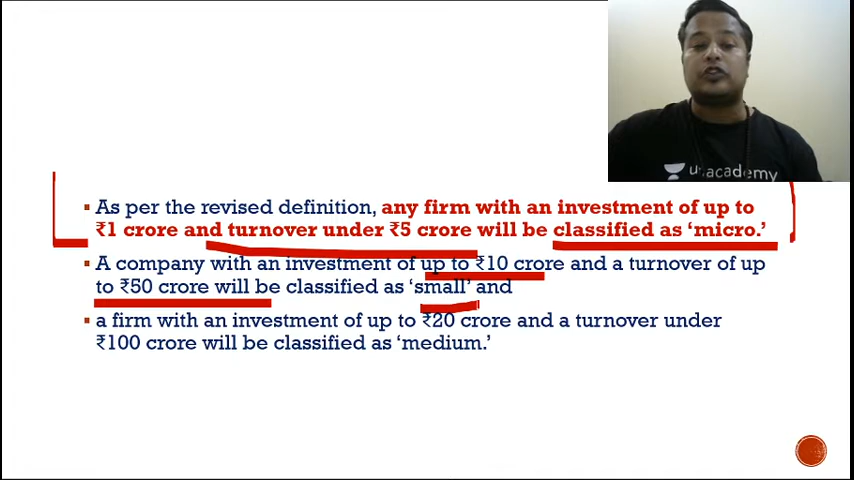 unacademy
As per the revised definition, any firm with an investment of up to
₹1 crore and turnover under ₹5 crore will be classified as ‘micro.’
A company with an investment of up to ₹10 crore and a turnover of up
to ₹50 crore will be classified as ‘small’ and
a firm with an investment of up to ₹20 crore and a turnover under
₹100 crore will be classified as ‘medium.’